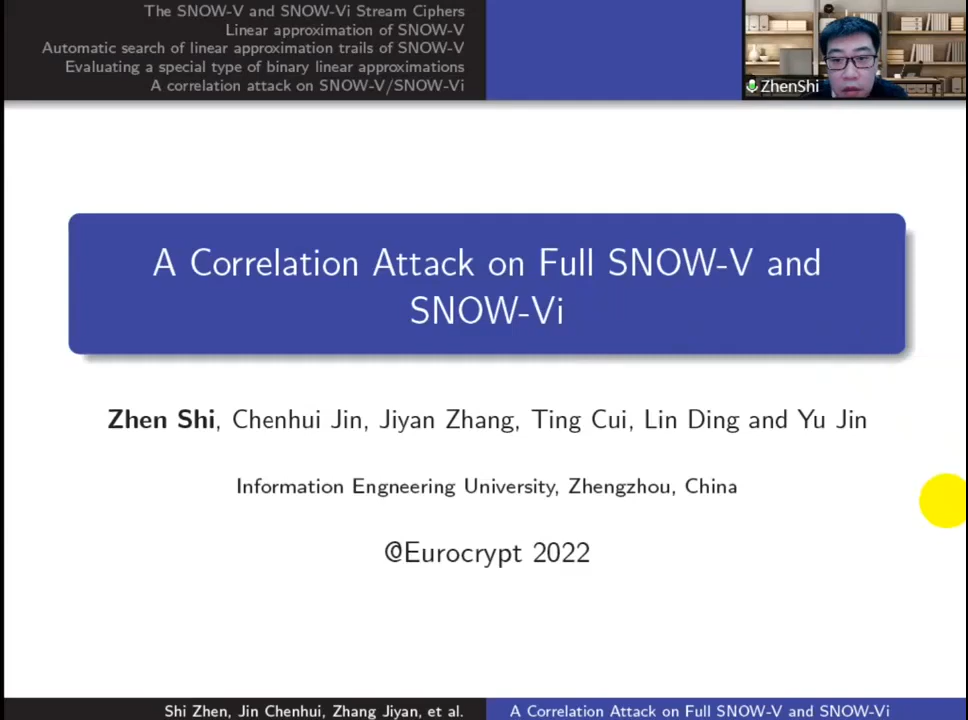 The SNOW-V and SNOW-Vi Stream Ciphers
Linear approximation of SNOW-V
Automatic search of linear approximation trails of SNOW-V
Evaluating a special type of binary linear approximations
A correlation attack on SNOW-V/SNOW-Vi
ZhenShi
A Correlation Attack on Full SNOW-V and
SNOW-Vi
Zhen Shi, Chenhui Jin, Jiyan Zhang, Ting Cui, Lin Ding and Yu Jin
Information Engneering University, Zhengzhou, China
@Eurocrypt 2022
Shi Zhen, Jin Chenhui, Zhang Jiyan, et al.
A Correlation Attack on Full SNOW-V and SNOW-Vi